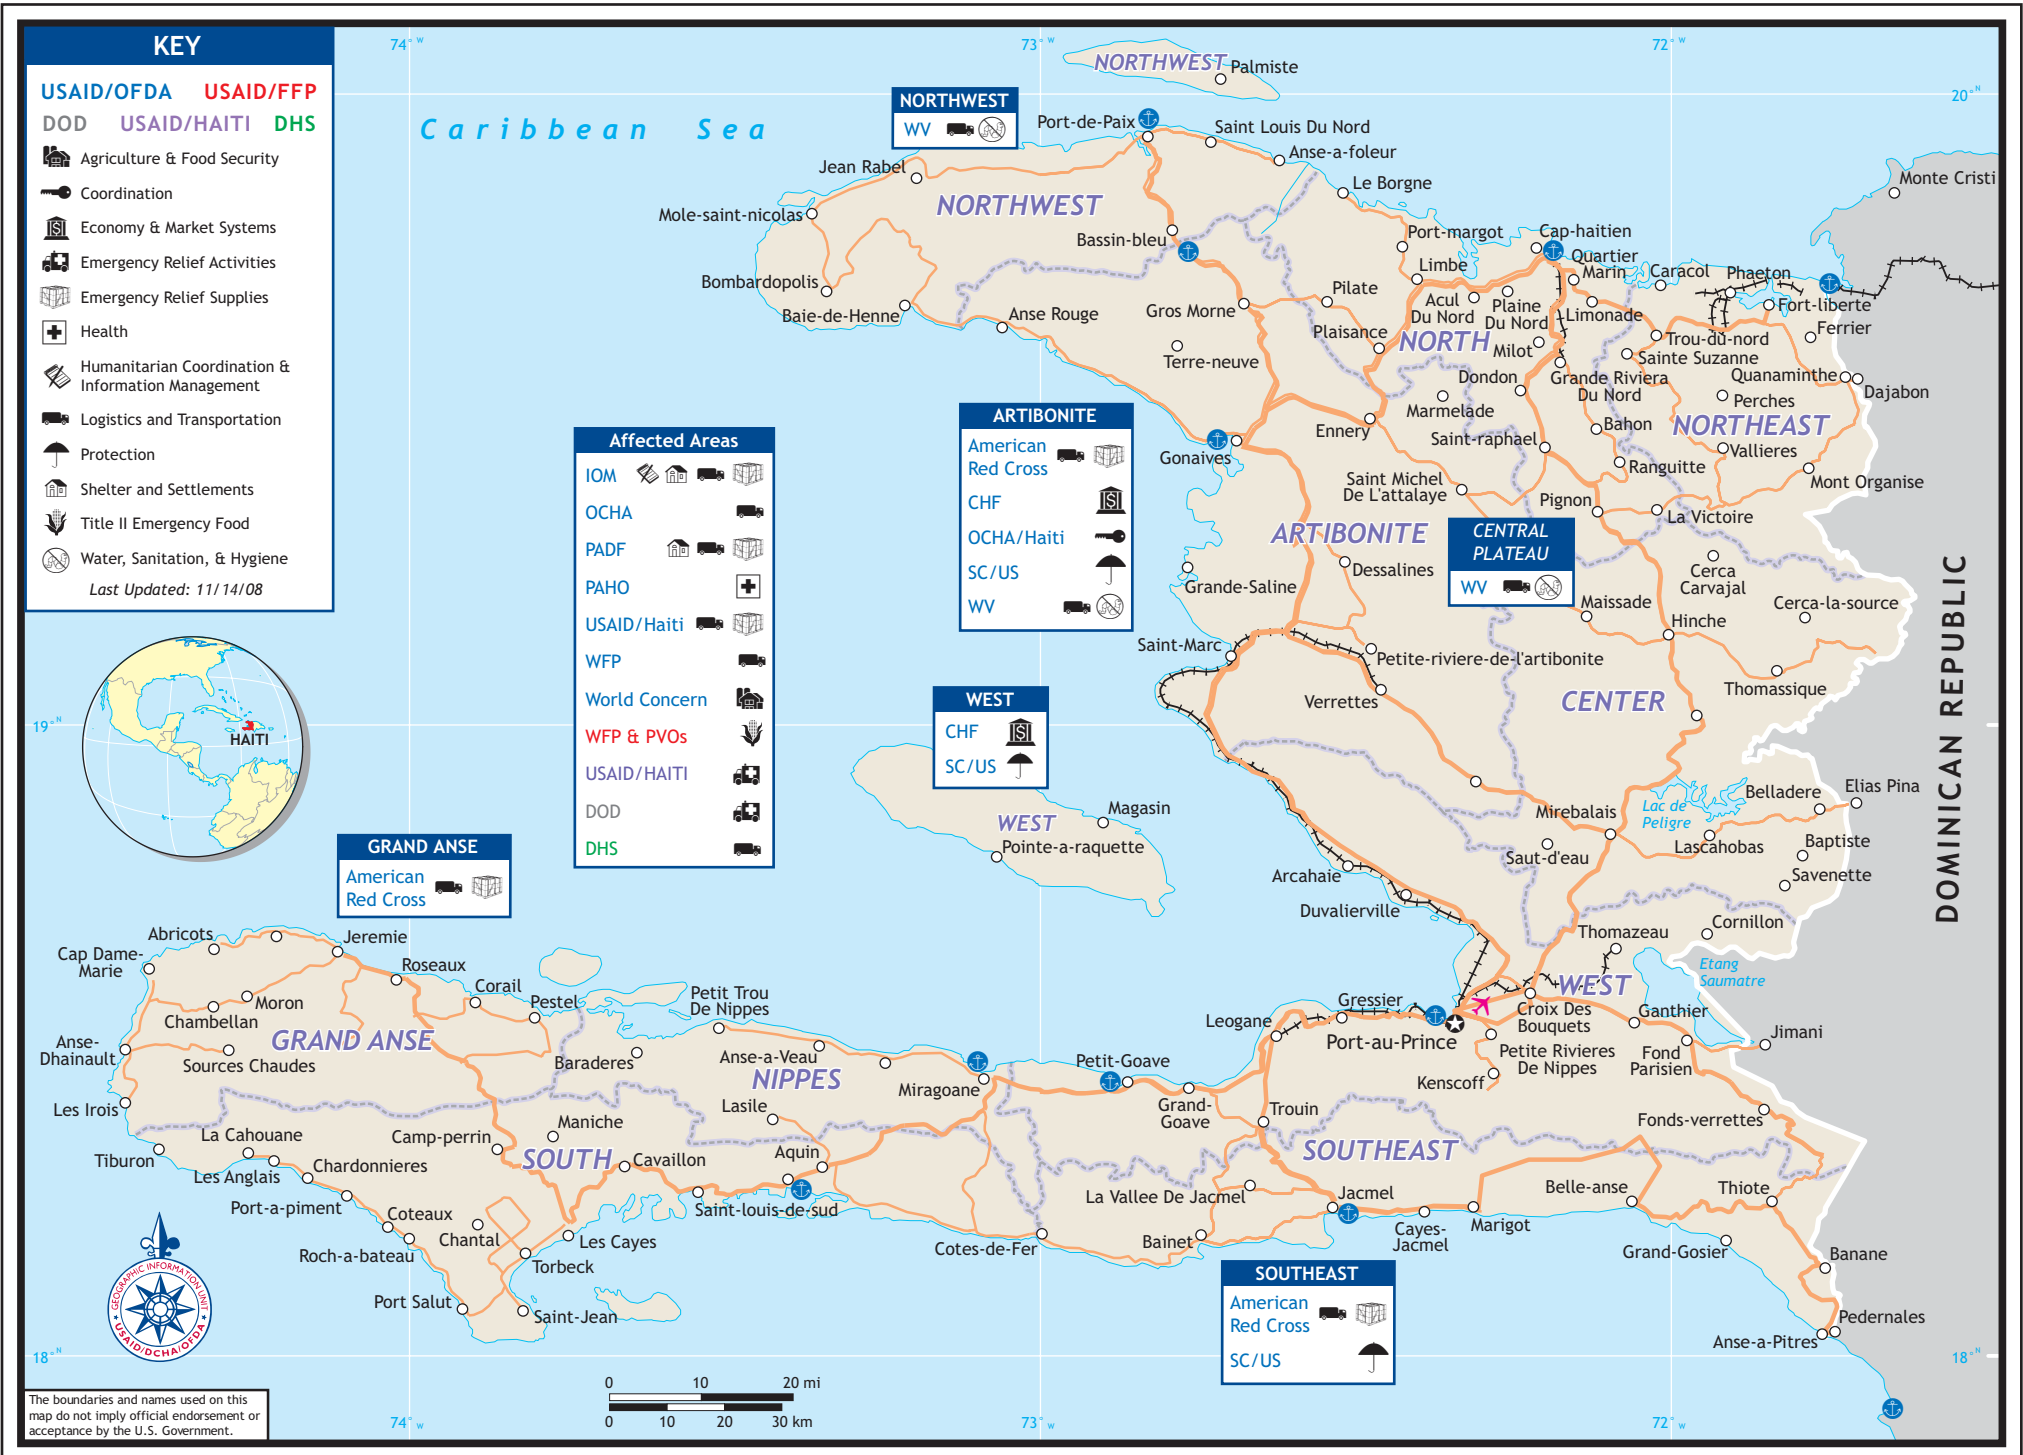 KEY
USAID/OFDA USAID/FFP
DOD USAID/HAITI DHS
Agriculture & Food Security
Coordination
Economy & Market Systems
Emergency Relief Activities
Emergency Relief Supplies
Health
Humanitarian Coordination &
Information Management
Logistics and Transportation
Protection
Shelter and Settlements
Title II Emergency Food
Water, Sanitation, & Hygiene
Last Updated: 11/14/08
74° W
73° W
72° W
20° N
19° N
18° N
18° N
74° W
73° W
72° W
Caribbean Sea
HAITI
Affected Areas
IOM
OCHA
PADF
PAHO
USAID/Haiti
WFP
World Concern
WFP & PVOs
USAID/HAITI
DOD
DHS
NORTHWEST
WV
ARTIBONITE
American
Red Cross
CHF
OCHA/Haiti
SC/US
WV
CENTRAL
PLATEAU
WV
WEST
CHF
SC/US
GRAND ANSE
American
Red Cross
SOUTHEAST
American
Red Cross
SC/US
NORTHWEST
Palmiste
Port-de-Paix
Saint Louis Du Nord
Anse-a-foleur
Jean Rabel
Le Borgne
Monte Cristi
NORTHWEST
Mole-saint-nicolas
Bassin-bleu
Port-margot
Cap-haitien
Quartier
Marin
Limbe
Caracol
Phaeton
Bombardopolis
Baie-de-Henne
Anse Rouge
Gros Morne
Pilate
Acul
Du Nord
Plaine
Du Nord
Limonade
Fort-liberte
Ferrier
Plaisance
NORTH
Milot
Trou-du-nord
Sainte Suzanne
Terre-neuve
Dondon
Grande Riviera
Du Nord
Quanaminthe
Dajabon
Perches
Marmelade
NORTHEAST
Ennery
Bahon
Saint-raphael
Vallieres
Gonaives
Ranguitte
Saint Michel
De L'attalaye
Mont Organise
Pignon
La Victoire
ARTIBONITE
Dessalines
Cerca
Carvajal
Grande-Saline
Maissade
Cerca-la-source
Hinche
Saint-Marc
Petite-riviere-de-l'artibonite
Verrettes
CENTER
Thomassique
DOMINICAN REPUBLIC
Lac de
Peligre
Belladere
Elias Pina
Magasin
Mirebalais
WEST
Pointe-a-raquette
Saut-d'eau
Lascahobas
Baptiste
Savenette
Arcahaie
Duvalierville
Cornillon
Thomazeau
Etang
Saumatre
WEST
Abricots
Jeremie
Cap Dame-
Marie
Roseaux
Corail
Pestel
Petit Trou
De Nippes
Moron
Chambellan
GRAND ANSE
Anse-
Dhainault
Sources Chaudes
Baraderes
Anse-a-Veau
NIPPES
Miragoane
Petit-Goave
Leogane
Gressier
Port-au-Prince
Croix Des
Bouquets
Ganthier
Jimani
Petite Rivieres
De Nippes
Fond
Parisien
Kenscoff
Les Irois
Lasile
Grand-
Goave
Trouin
Fonds-verrettes
Maniche
La Cahouane
Camp-perrin
Tiburon
SOUTH
Cavaillon
Aquin
SOUTHEAST
Les Anglais
Chardonnieres
Port-a-piment
Saint-louis-de-sud
La Vallee De Jacmel
Jacmel
Belle-anse
Thiote
Coteaux
Chantal
Les Cayes
Cayes-
Jacmel
Marigot
Roch-a-bateau
Torbeck
Cotes-de-Fer
Bainet
Grand-Gosier
Banane
Port Salut
Saint-Jean
Pedernales
Anse-a-Pitres
GEOGRAPHIC INFORMATION UNIT
USAID/DCHA/OFDA
0 10 20 mi
0 10 20 30 km
The boundaries and names used on this
map do not imply official endorsement or
acceptance by the U.S. Government.